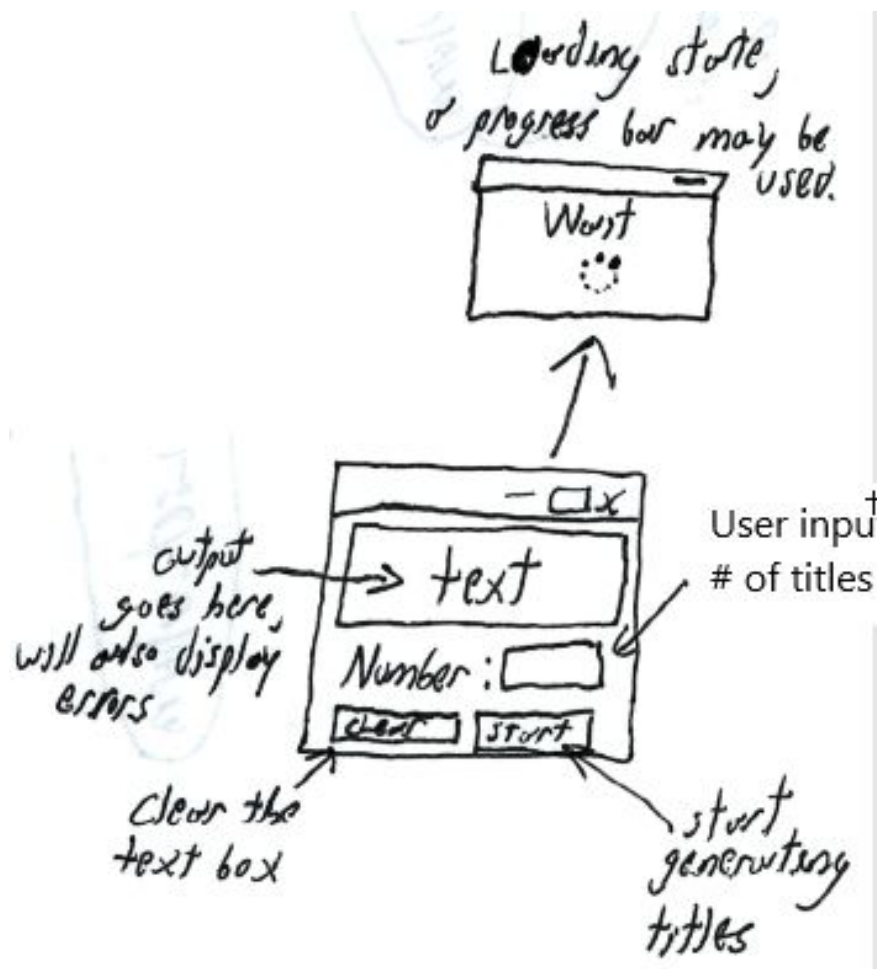 Loading state,
or progress bar may be
used.
Wait
- □ x
text
output
goes here,
will also display
errors
User input
# of titles
Number:
clear
start
Clear the
text box
start
generating
titles